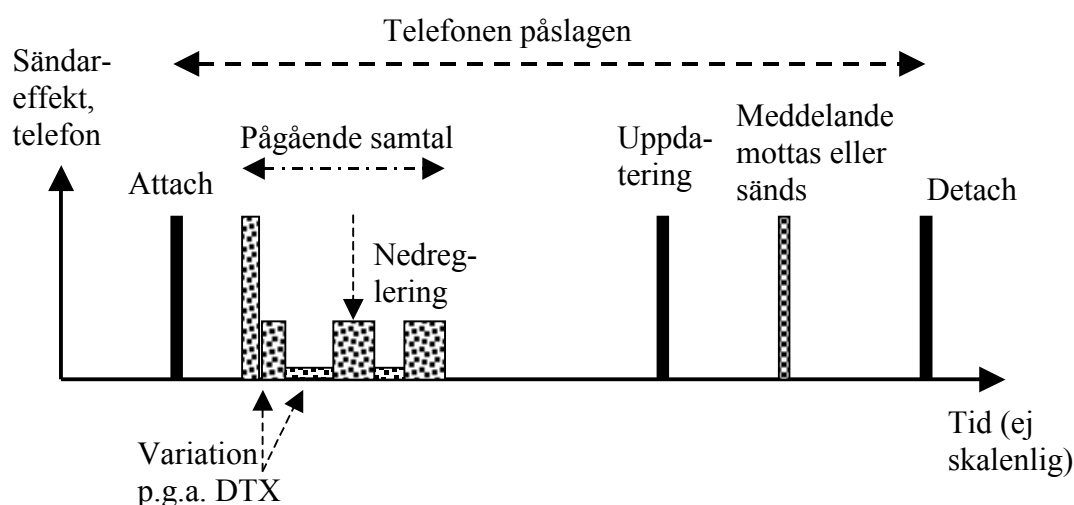 Telefonen påslagen
Sändar-
effekt,
telefon
Pågående samtal
Uppda-
tering
Meddelande
mottas eller
sänds
Attach
Detach
Nedreg-
lering
Tid (ej
skalenlig)
Variation
p.g.a. DTX